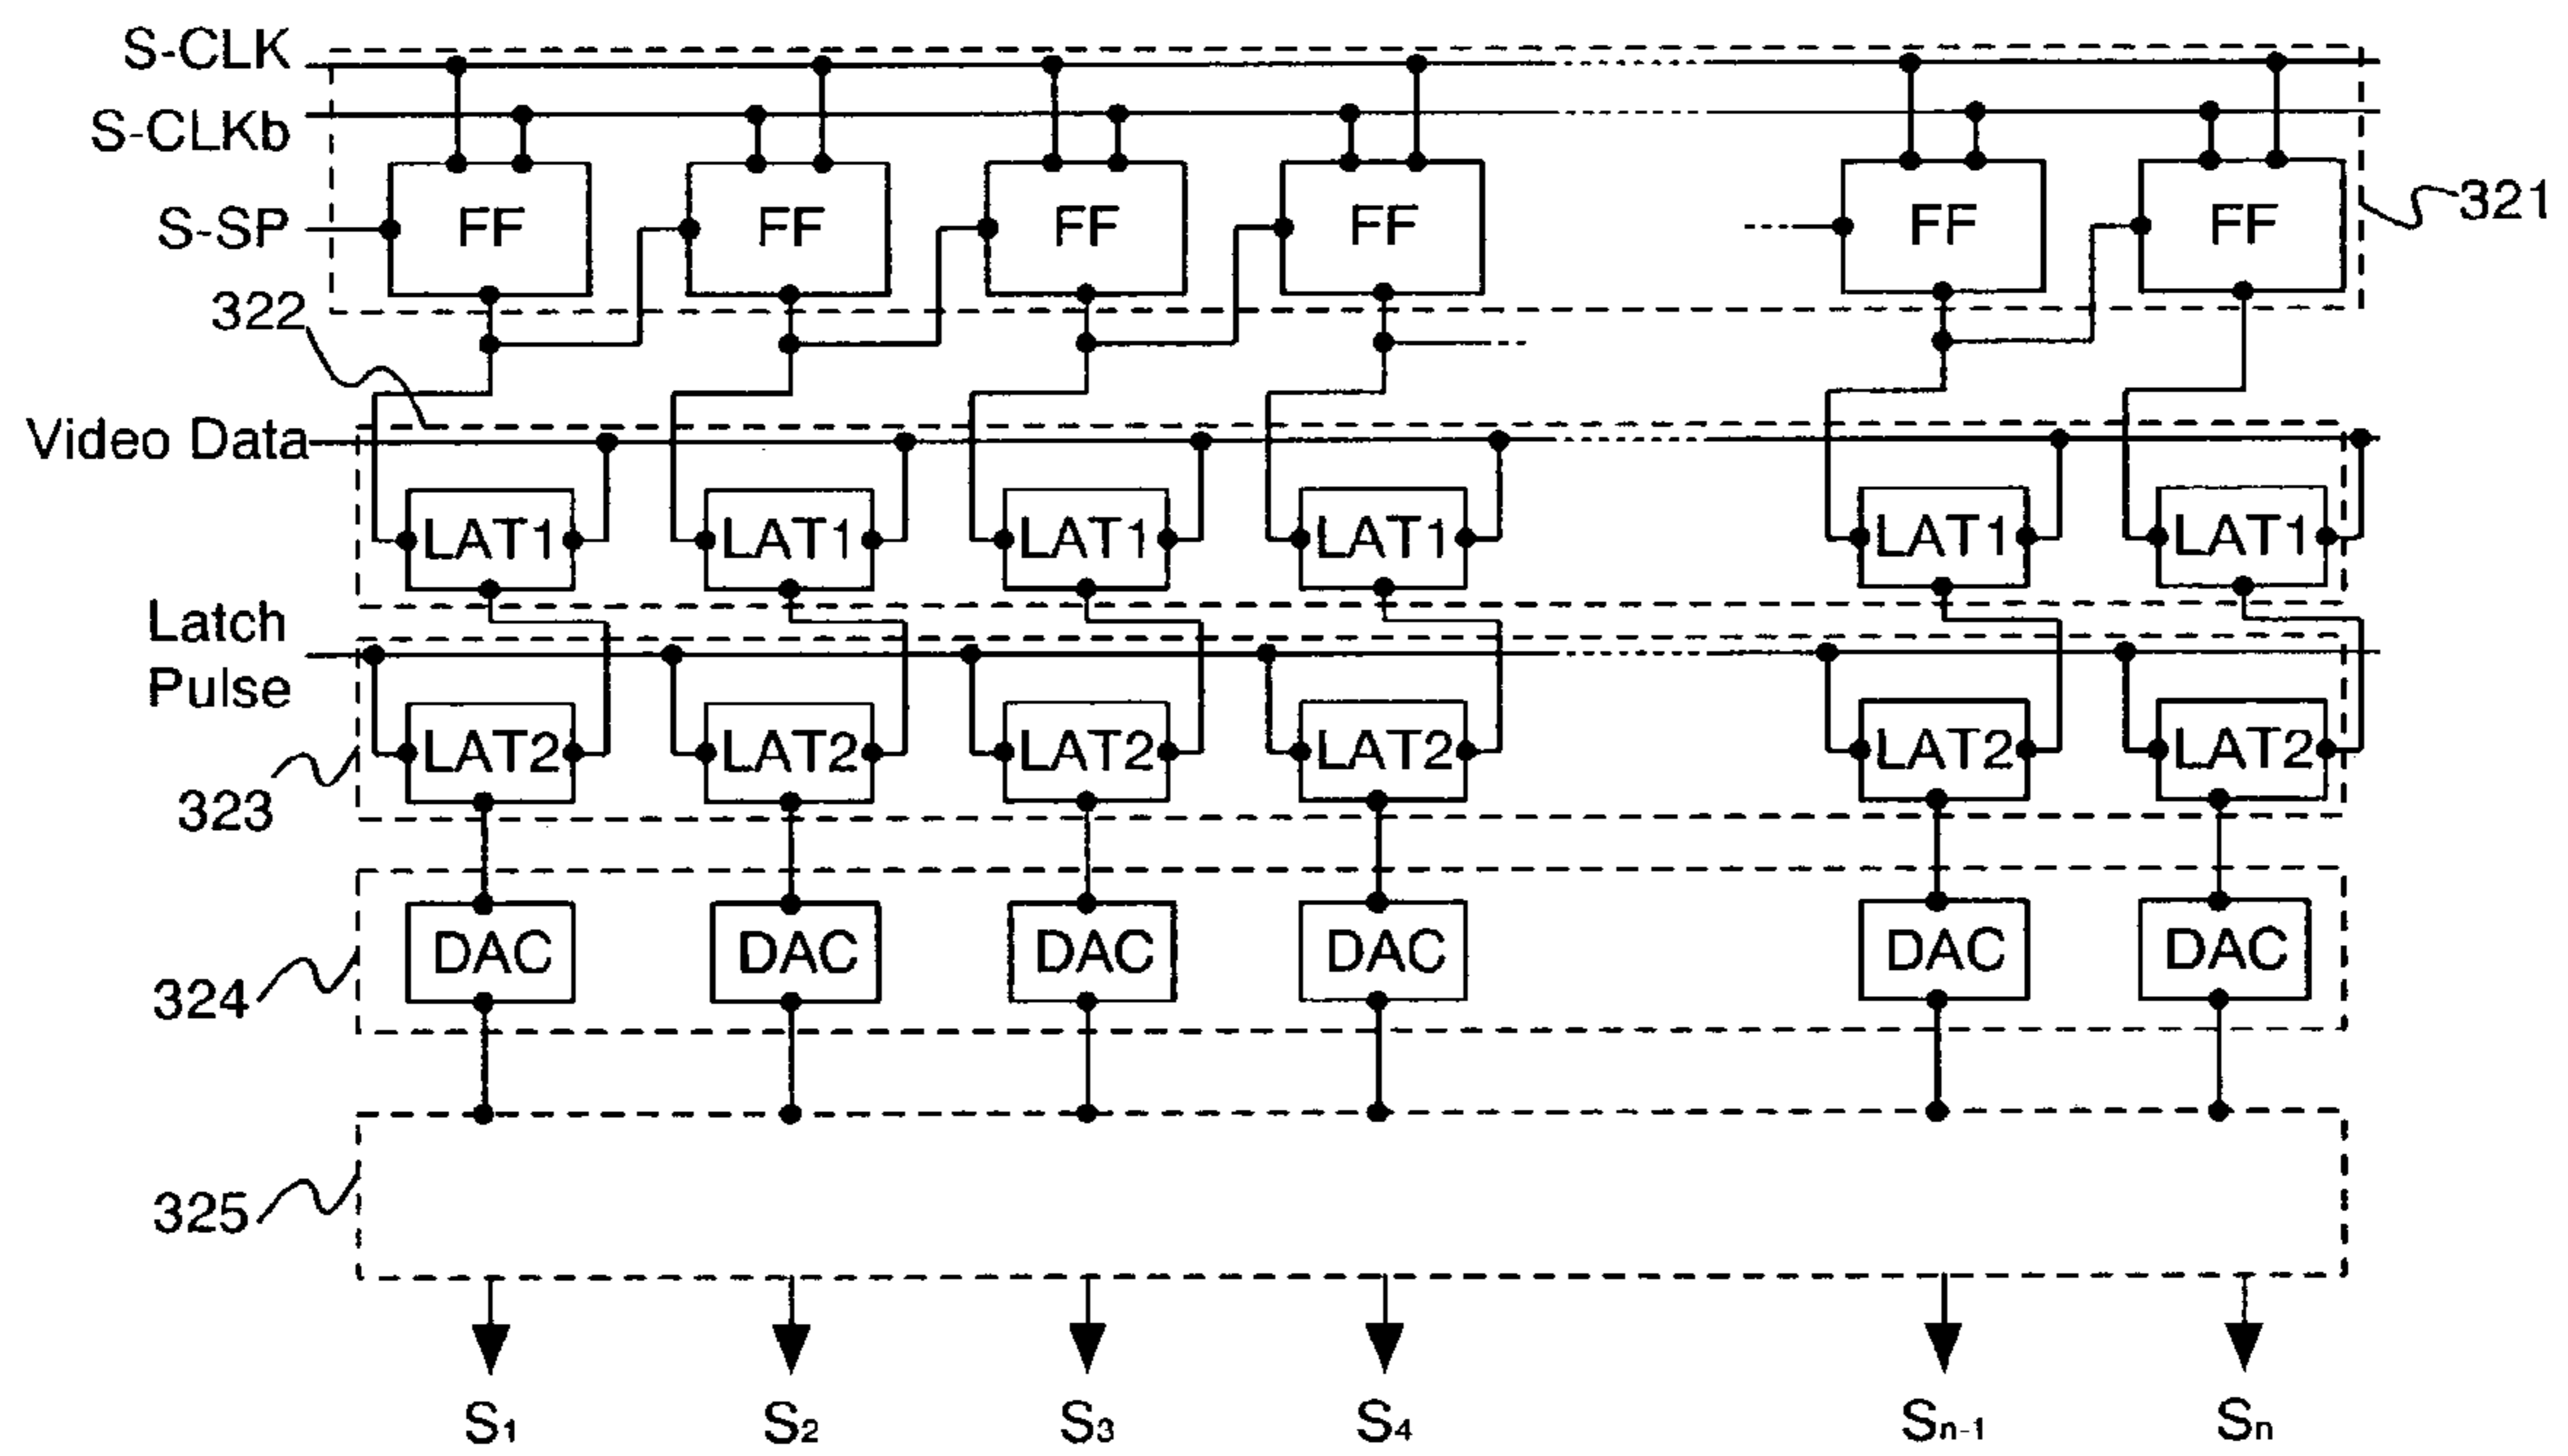 S-CLK
S-CLKb
S-SP
FF FF FF FF FF FF
321
322
Video Data
LAT1 LAT1 LAT1 LAT1 LAT1 LAT1
Latch
Pulse
LAT2 LAT2 LAT2 LAT2 LAT2 LAT2
323
DAC DAC DAC DAC DAC DAC
324
325
S1 S2 S3 S4 Sn-1 Sn